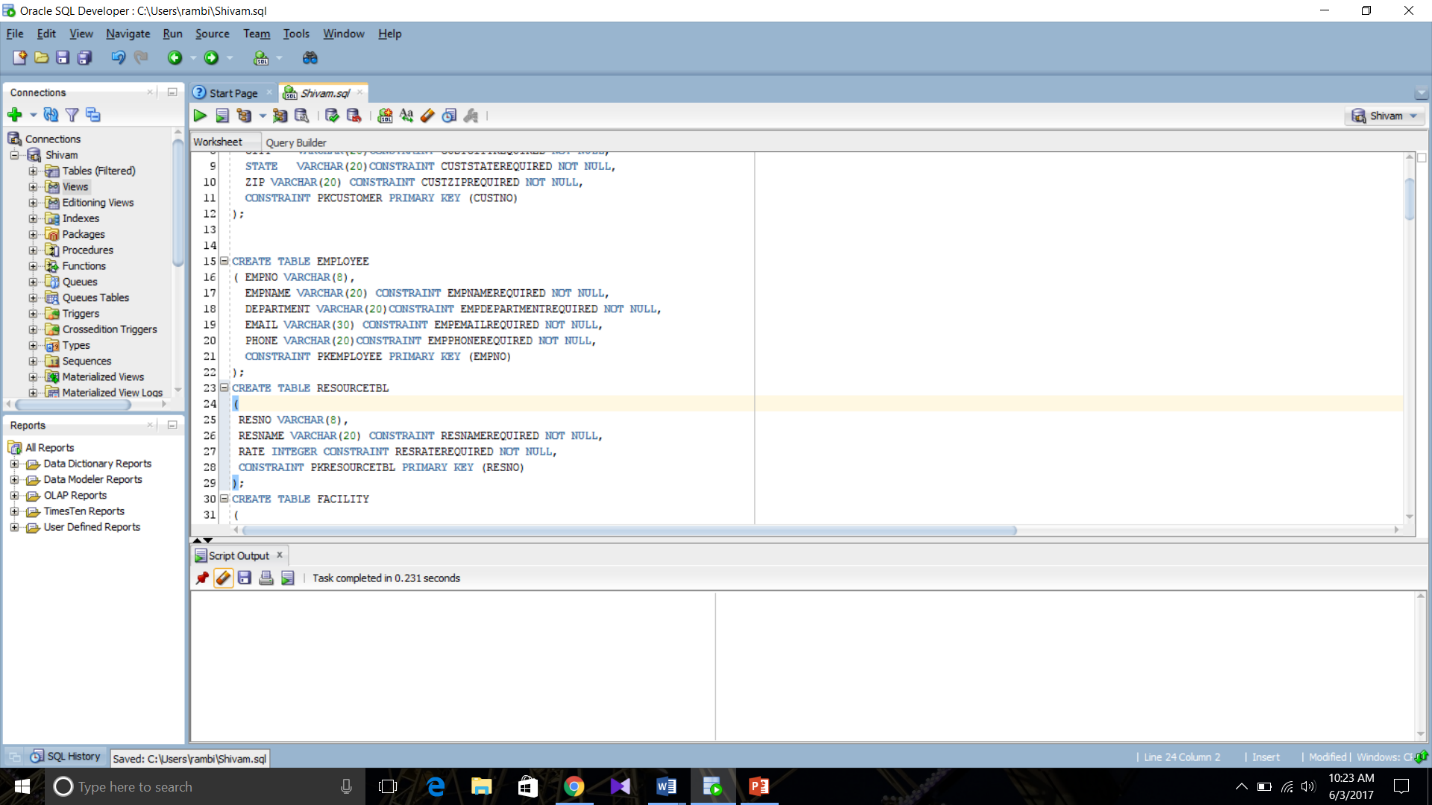 Oracle SQL Developer : C:\Users\rambi\Shivam.sql
File Edit View Navigate Run Source Team Tools Window Help
Connections
Connections
Shivam
Tables (Filtered)
Views
Editioning Views
Indexes
Packages
Procedures
Functions
Queues
Queues Tables
Triggers
Crossedition Triggers
Types
Sequences
Materialized Views
Materialized View Logs
Reports
All Reports
Data Dictionary Reports
Data Modeler Reports
OLAP Reports
TimesTen Reports
User Defined Reports
Start Page
Shivam.sql
Shivam
Worksheet Query Builder
9 STATE VARCHAR(20)CONSTRAINT CUSTSTATEREQUIRED NOT NULL,
10 ZIP VARCHAR(20) CONSTRAINT CUSTZIPREQUIRED NOT NULL,
11 CONSTRAINT PKCUSTOMER PRIMARY KEY (CUSTNO)
12 );
13
14
15 CREATE TABLE EMPLOYEE
16 ( EMPNO VARCHAR(8),
17 EMPNAME VARCHAR(20) CONSTRAINT EMPNAMEREQUIRED NOT NULL,
18 DEPARTMENT VARCHAR(20)CONSTRAINT EMPDEPARTMENTREQUIRED NOT NULL,
19 EMAIL VARCHAR(30) CONSTRAINT EMPEMAILREQUIRED NOT NULL,
20 PHONE VARCHAR(20)CONSTRAINT EMPPHONEREQUIRED NOT NULL,
21 CONSTRAINT PKEMPLOYEE PRIMARY KEY (EMPNO)
22 );
23 CREATE TABLE RESOURCETBL
24 (
25 RESNO VARCHAR(8),
26 RESNAME VARCHAR(20) CONSTRAINT RESNAMEREQUIRED NOT NULL,
27 RATE INTEGER CONSTRAINT RESRATEREQUIRED NOT NULL,
28 CONSTRAINT PKRESOURCETBL PRIMARY KEY (RESNO)
29 );
30 CREATE TABLE FACILITY
31 (
Script Output
Task completed in 0.231 seconds
SQL History
Saved: C:\Users\rambi\Shivam.sql
Line 24 Column 2 | Insert | Modified | Windows:
Type here to search
10:23 AM
6/3/2017